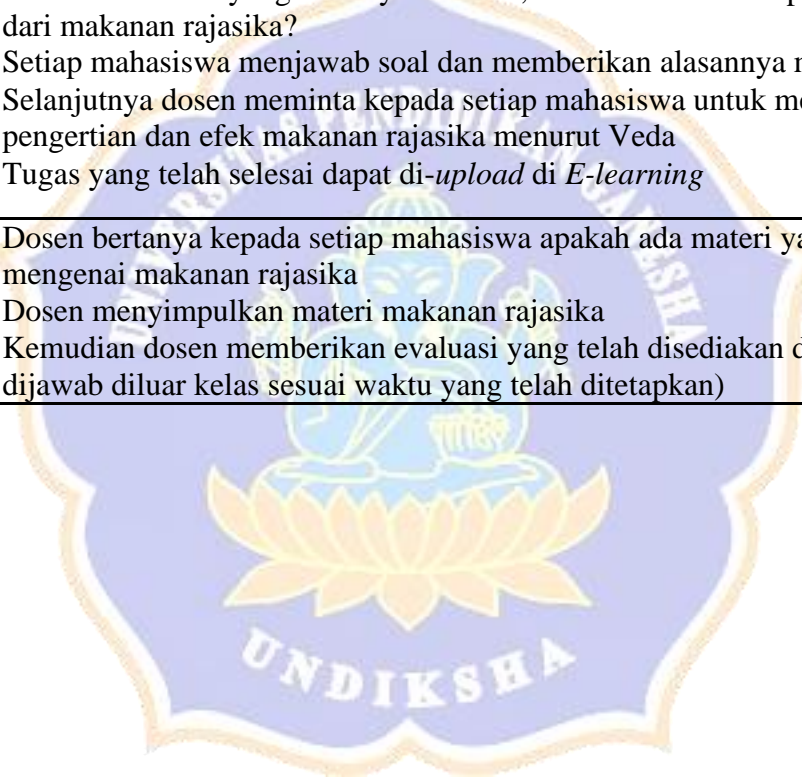 dari makanan rajasika?
Setiap mahasiswa menjawab soal dan memberikan alasannya
Selanjutnya dosen meminta kepada setiap mahasiswa untuk
pengertian dan efek makanan rajasika menurut Veda
Tugas yang telah selesai dapat di-upload di E-learning
Dosen bertanya kepada setiap mahasiswa apakah ada materi
mengenai makanan rajasika
Dosen menyimpulkan materi makanan rajasika
Kemudian dosen memberikan evaluasi yang telah disediakan
dijawab diluar kelas sesuai waktu yang telah ditetapkan)
UNIVERSITAS PENDIDIKAN GANESHA
UNDIKSHA